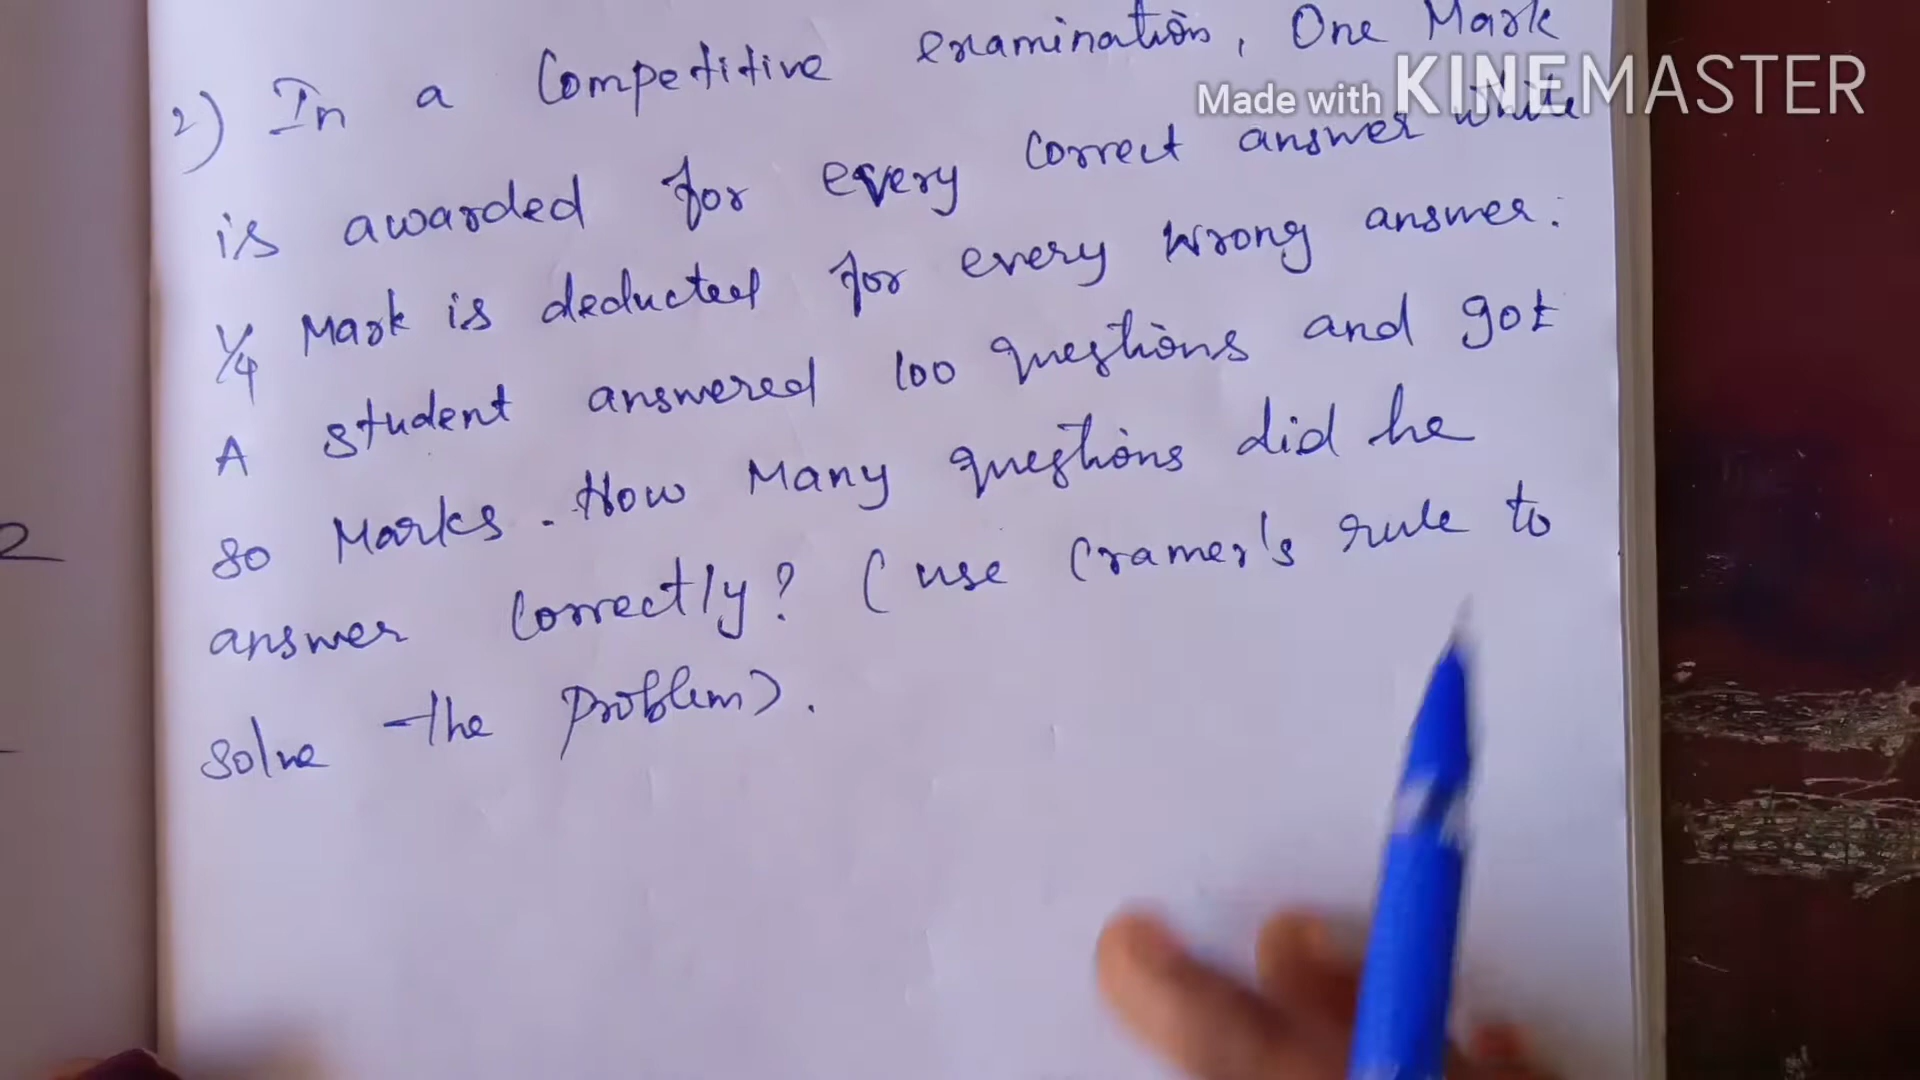 2) In a Competitive examination, One Mark
Made with KINEMASTER
is awarded for every correct answer while
1/4 Mark is deducted for every wrong answer.
A student answered 100 questions and got
80 Marks. How Many questions did he
answer correctly? (use Cramer's rule to
solve the problem).
2